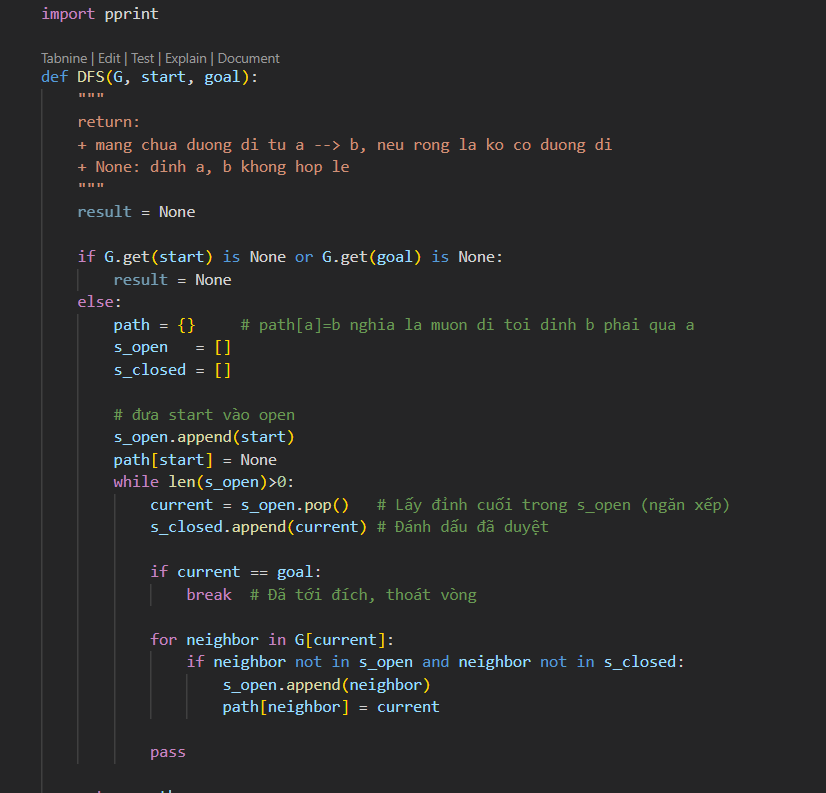 import pprint
Tabnine | Edit | Test | Explain | Document
def DFS(G, start, goal):
"""
return:
+ mang chua duong di tu a --> b, neu rong la ko co duong di
+ None: dinh a, b khong hop le
"""
result = None
if G.get(start) is None or G.get(goal) is None:
result = None
else:
path = {} # path[a]=b nghia la muon di toi dinh b phai qua a
s_open = []
s_closed = []
# đưa start vào open
s_open.append(start)
path[start] = None
while len(s_open)>0:
current = s_open.pop() # Lấy đỉnh cuối trong s_open (ngăn xếp)
s_closed.append(current) # Đánh dấu đã duyệt
if current == goal:
break # Đã tới đích, thoát vòng
for neighbor in G[current]:
if neighbor not in s_open and neighbor not in s_closed:
s_open.append(neighbor)
path[neighbor] = current
pass